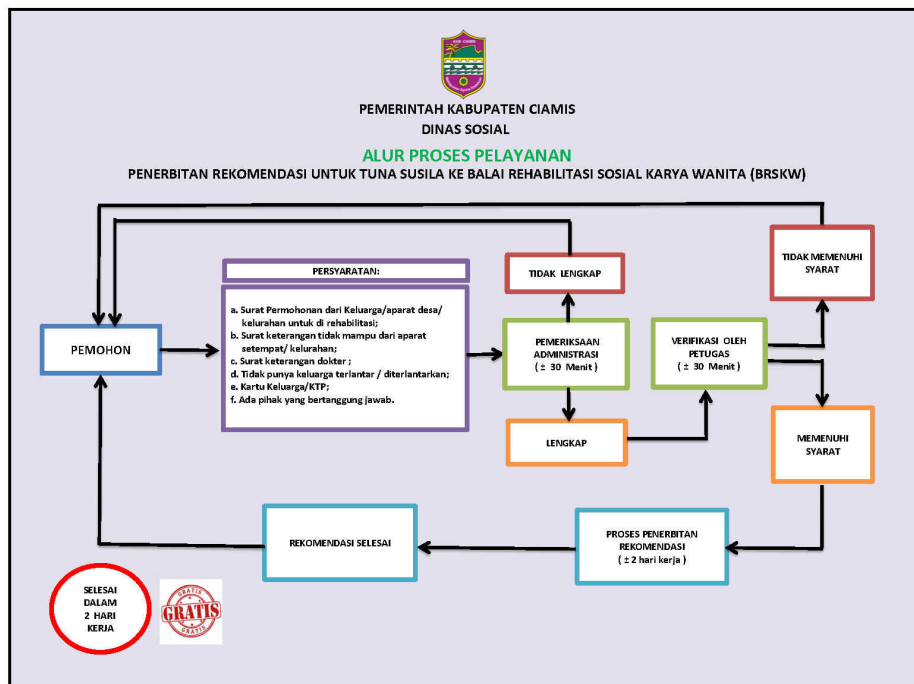 KAB. CIAMIS
PEMERINTAH KABUPATEN CIAMIS
DINAS SOSIAL
ALUR PROSES PELAYANAN
PENERBITAN REKOMENDASI UNTUK TUNA SUSILA KE BALAI REHABILITASI SOSIAL KARYA WANITA (BRSKW)
PEMOHON
PERSYARATAN:
a. Surat Permohonan dari Keluarga/aparat desa/
kelurahan untuk di rehabilitasi;
b. Surat keterangan tidak mampu dari aparat
setempat/ kelurahan;
c. Surat keterangan dokter ;
d. Tidak punya keluarga terlantar / diterlantarkan;
e. Kartu Keluarga/KTP;
f. Ada pihak yang bertanggung jawab.
TIDAK LENGKAP
PEMERIKSAAN
ADMINISTRASI
( ± 30 Menit )
LENGKAP
VERIFIKASI OLEH
PETUGAS
( ± 30 Menit )
TIDAK MEMENUHI
SYARAT
MEMENUHI
SYARAT
PROSES PENERBITAN
REKOMENDASI
( ± 2 hari kerja )
REKOMENDASI SELESAI
SELESAI
DALAM
2 HARI
KERJA
GRATIS
GRATIS
GRATIS